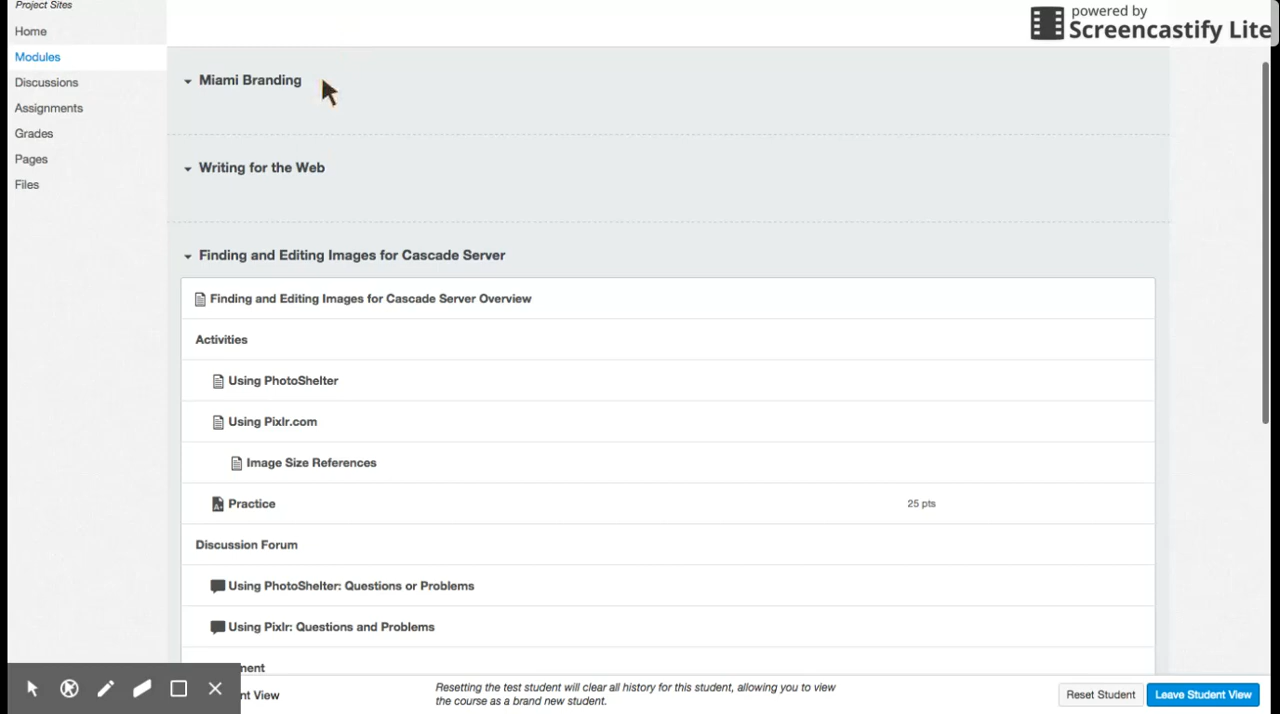 Project Sites
Home
Modules
Discussions
Assignments
Grades
Pages
Files
powered by
Screencastify Lite
Miami Branding
Writing for the Web
Finding and Editing Images for Cascade Server
Finding and Editing Images for Cascade Server Overview
Activities
Using PhotoShelter
Using Pixlr.com
Image Size References
Practice 25 pts
Discussion Forum
Using PhotoShelter: Questions or Problems
Using Pixlr: Questions and Problems
ment
nt View
Resetting the test student will clear all history for this student, allowing you to view
the course as a brand new student.
Reset Student
Leave Student View